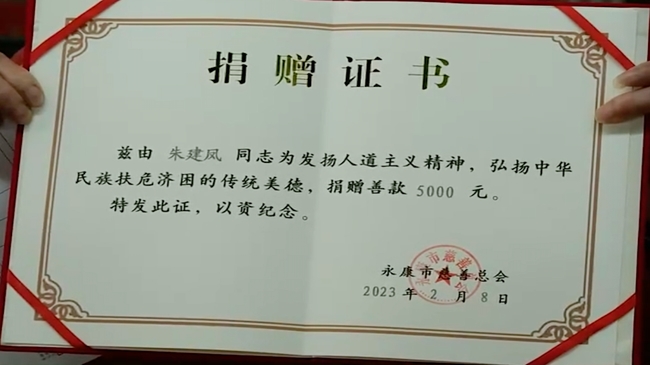 捐赠证书
兹由 朱建凤 同志为发扬人道主义精神，弘扬中华
民族扶危济困的传统美德，捐赠善款 5000 元。
特发此证，以资纪念。
永康市慈善总会
2023 年 2 月 8 日